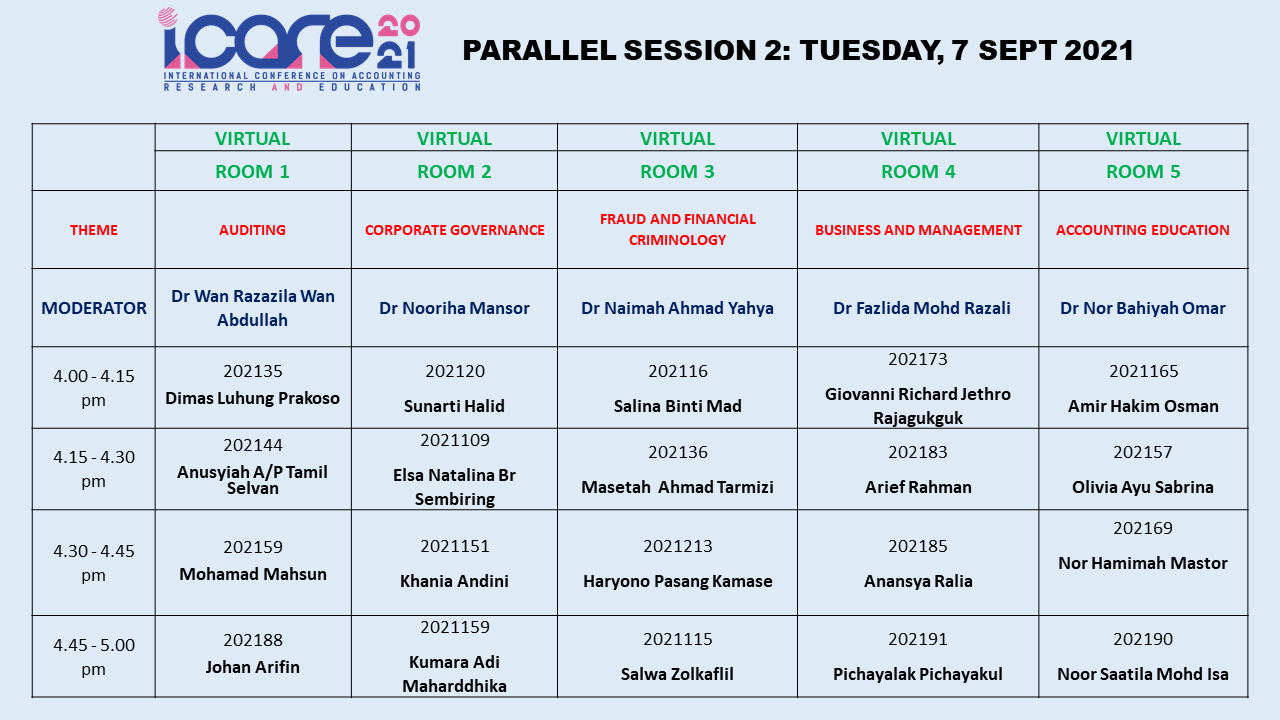 icare 2021
INTERNATIONAL CONFERENCE ON ACCOUNTING
RESEARCH AND EDUCATION
PARALLEL SESSION 2: TUESDAY, 7 SEPT 2021
VIRTUAL VIRTUAL VIRTUAL VIRTUAL VIRTUAL
ROOM 1 ROOM 2 ROOM 3 ROOM 4 ROOM 5
THEME
AUDITING
CORPORATE GOVERNANCE
FRAUD AND FINANCIAL
CRIMINOLOGY
BUSINESS AND MANAGEMENT
ACCOUNTING EDUCATION
MODERATOR
Dr Wan Razazila Wan
Abdullah
Dr Nooriha Mansor
Dr Naimah Ahmad Yahya
Dr Fazlida Mohd Razali
Dr Nor Bahiyah Omar
4.00 - 4.15
pm
202135
Dimas Luhung Prakoso
202120
Sunarti Halid
202116
Salina Binti Mad
202173
Giovanni Richard Jethro
Rajagukguk
2021165
Amir Hakim Osman
4.15 - 4.30
pm
202144
Anusyiah A/P Tamil
Selvan
2021109
Elsa Natalina Br
Sembiring
202136
Masetah  Ahmad Tarmizi
202183
Arief Rahman
202157
Olivia Ayu Sabrina
4.30 - 4.45
pm
202159
Mohamad Mahsun
2021151
Khania Andini
2021213
Haryono Pasang Kamase
202185
Anansya Ralia
202169
Nor Hamimah Mastor
4.45 - 5.00
pm
202188
Johan Arifin
2021159
Kumara Adi
Maharddhika
2021115
Salwa Zolkaflil
202191
Pichayalak Pichayakul
202190
Noor Saatila Mohd Isa